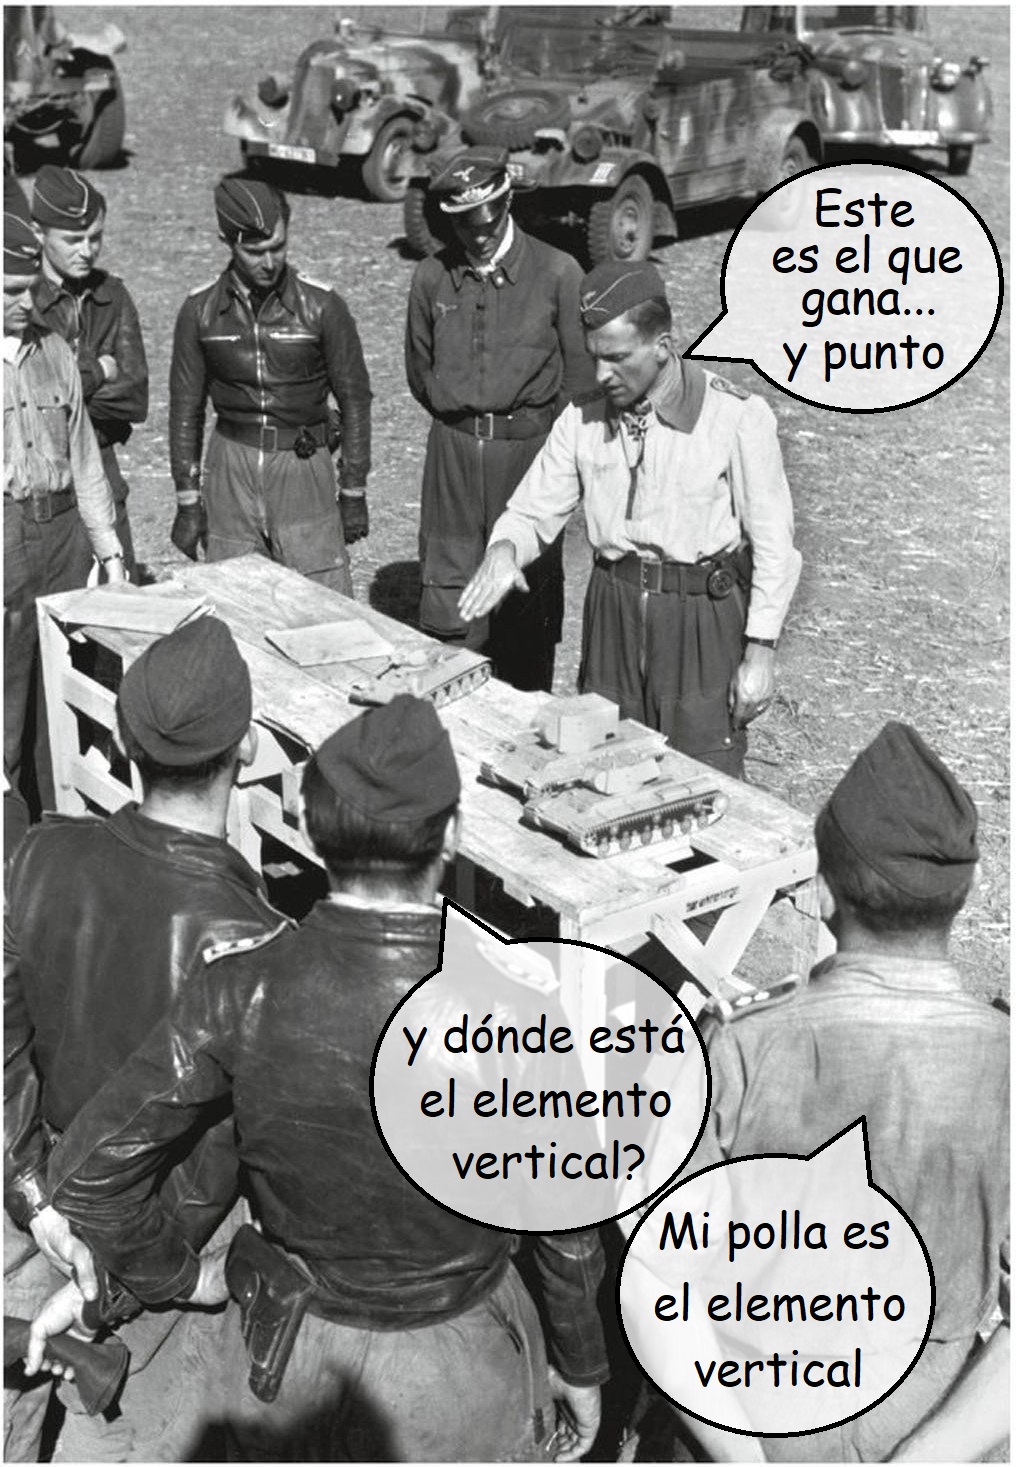 Este
es el que
gana...
y punto
y dónde está
el elemento
vertical?
Mi polla es
el elemento
vertical